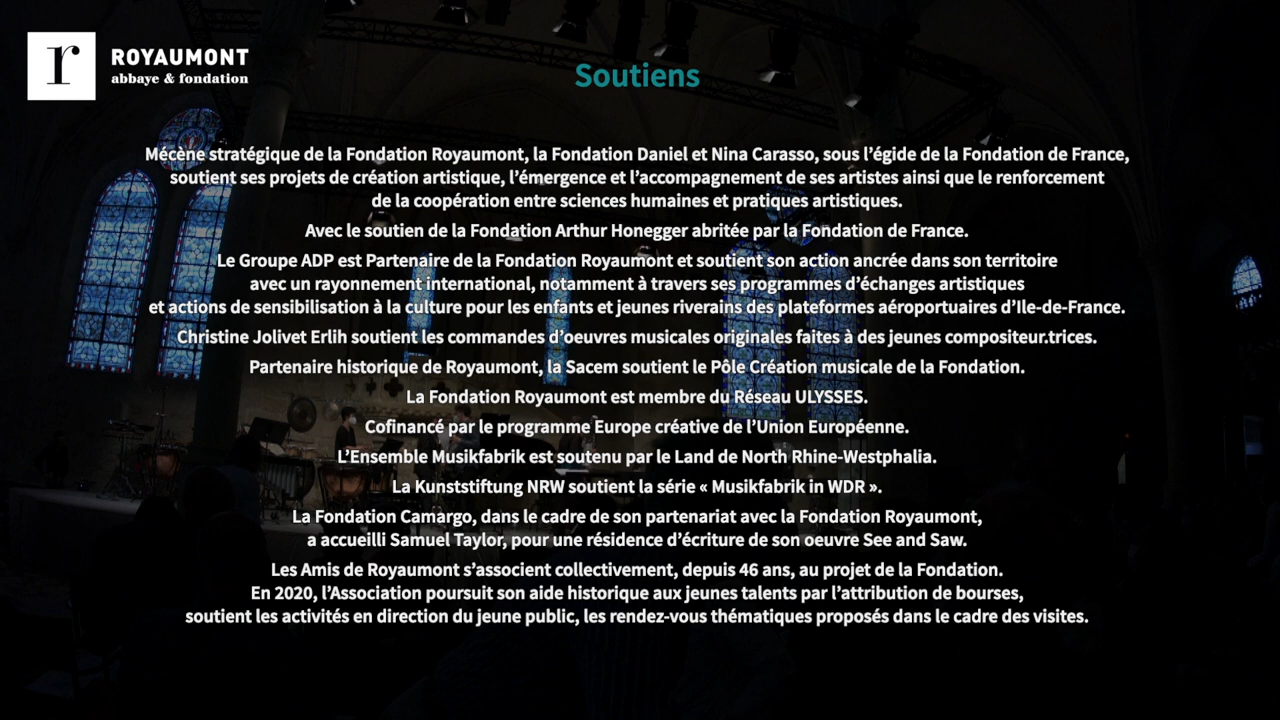 r
ROYAUMONT
abbaye & fondation
Soutiens
Mécène stratégique de la Fondation Royaumont, la Fondation Daniel et Nina Carasso, sous l’égide de la Fondation de France,
soutient ses projets de création artistique, l’émergence et l’accompagnement de ses artistes ainsi que le renforcement
de la coopération entre sciences humaines et pratiques artistiques.
Avec le soutien de la Fondation Arthur Honegger abritée par la Fondation de France.
Le Groupe ADP est Partenaire de la Fondation Royaumont et soutient son action ancrée dans son territoire
avec un rayonnement international, notamment à travers ses programmes d’échanges artistiques
et actions de sensibilisation à la culture pour les enfants et jeunes riverains des plateformes aéroportuaires d’Ile-de-France.
Christine Jolivet Erlih soutient les commandes d’oeuvres musicales originales faites à des jeunes compositeur.trices.
Partenaire historique de Royaumont, la Sacem soutient le Pôle Création musicale de la Fondation.
La Fondation Royaumont est membre du Réseau ULYSSES.
Cofinancé par le programme Europe créative de l’Union Européenne.
L’Ensemble Musikfabrik est soutenu par le Land de North Rhine-Westphalia.
La Kunststiftung NRW soutient la série « Musikfabrik in WDR ».
La Fondation Camargo, dans le cadre de son partenariat avec la Fondation Royaumont,
a accueilli Samuel Taylor, pour une résidence d’écriture de son oeuvre See and Saw.
Les Amis de Royaumont s’associent collectivement, depuis 46 ans, au projet de la Fondation.
En 2020, l’Association poursuit son aide historique aux jeunes talents par l’attribution de bourses,
soutient les activités en direction du jeune public, les rendez-vous thématiques proposés dans le cadre des visites.